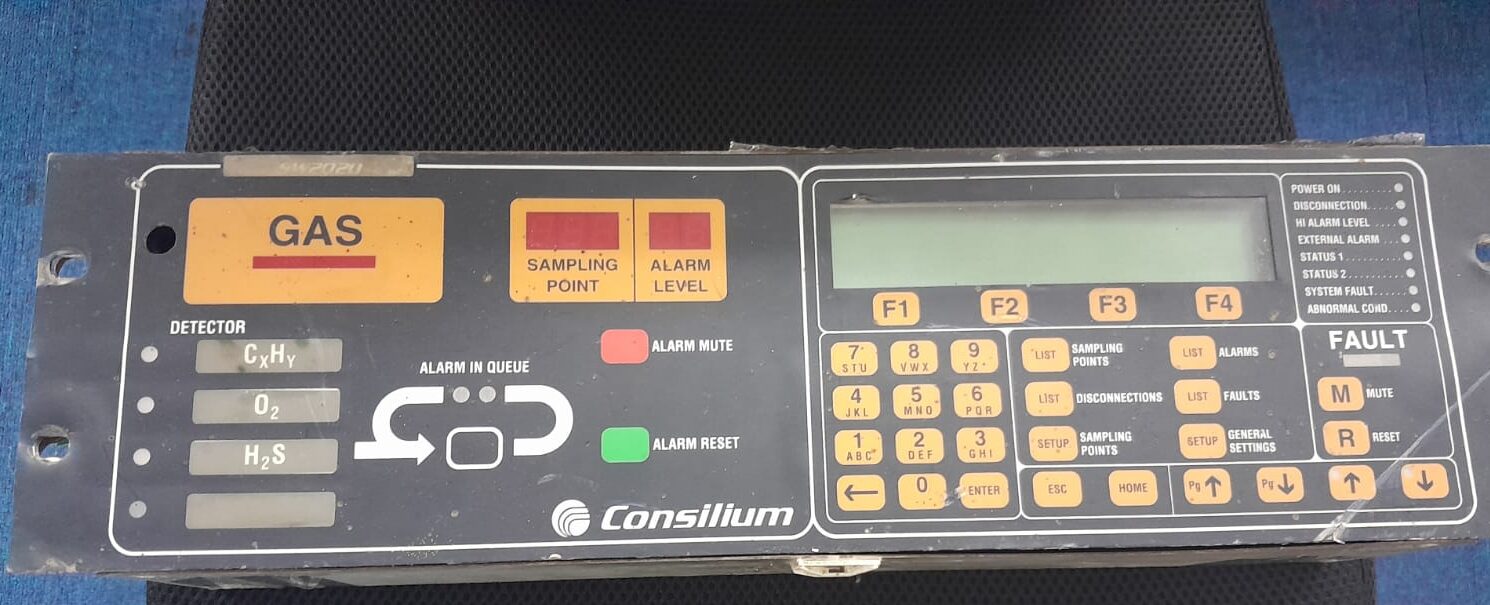 SW2020
GAS
SAMPLING POINT
ALARM LEVEL
DETECTOR
CXHY
O2
H2S
ALARM IN QUEUE
ALARM MUTE
ALARM RESET
Consilium
F1 F2 F3 F4
POWER ON
DISCONNECTION
HI ALARM LEVEL
EXTERNAL ALARM
STATUS 1
STATUS 2
SYSTEM FAULT
ABNORMAL COND.
7 STU
8 VWX
9 YZ
4 JKL
5 MNO
6 PQR
1 ABC
2 DEF
3 GHI
←
0
ENTER
LIST SAMPLING POINTS
LIST ALARMS
LIST DISCONNECTIONS
LIST FAULTS
SETUP SAMPLING POINTS
SETUP GENERAL SETTINGS
ESC
HOME
Pg ↑
Pg ↓
↑
↓
FAULT
M MUTE
R RESET